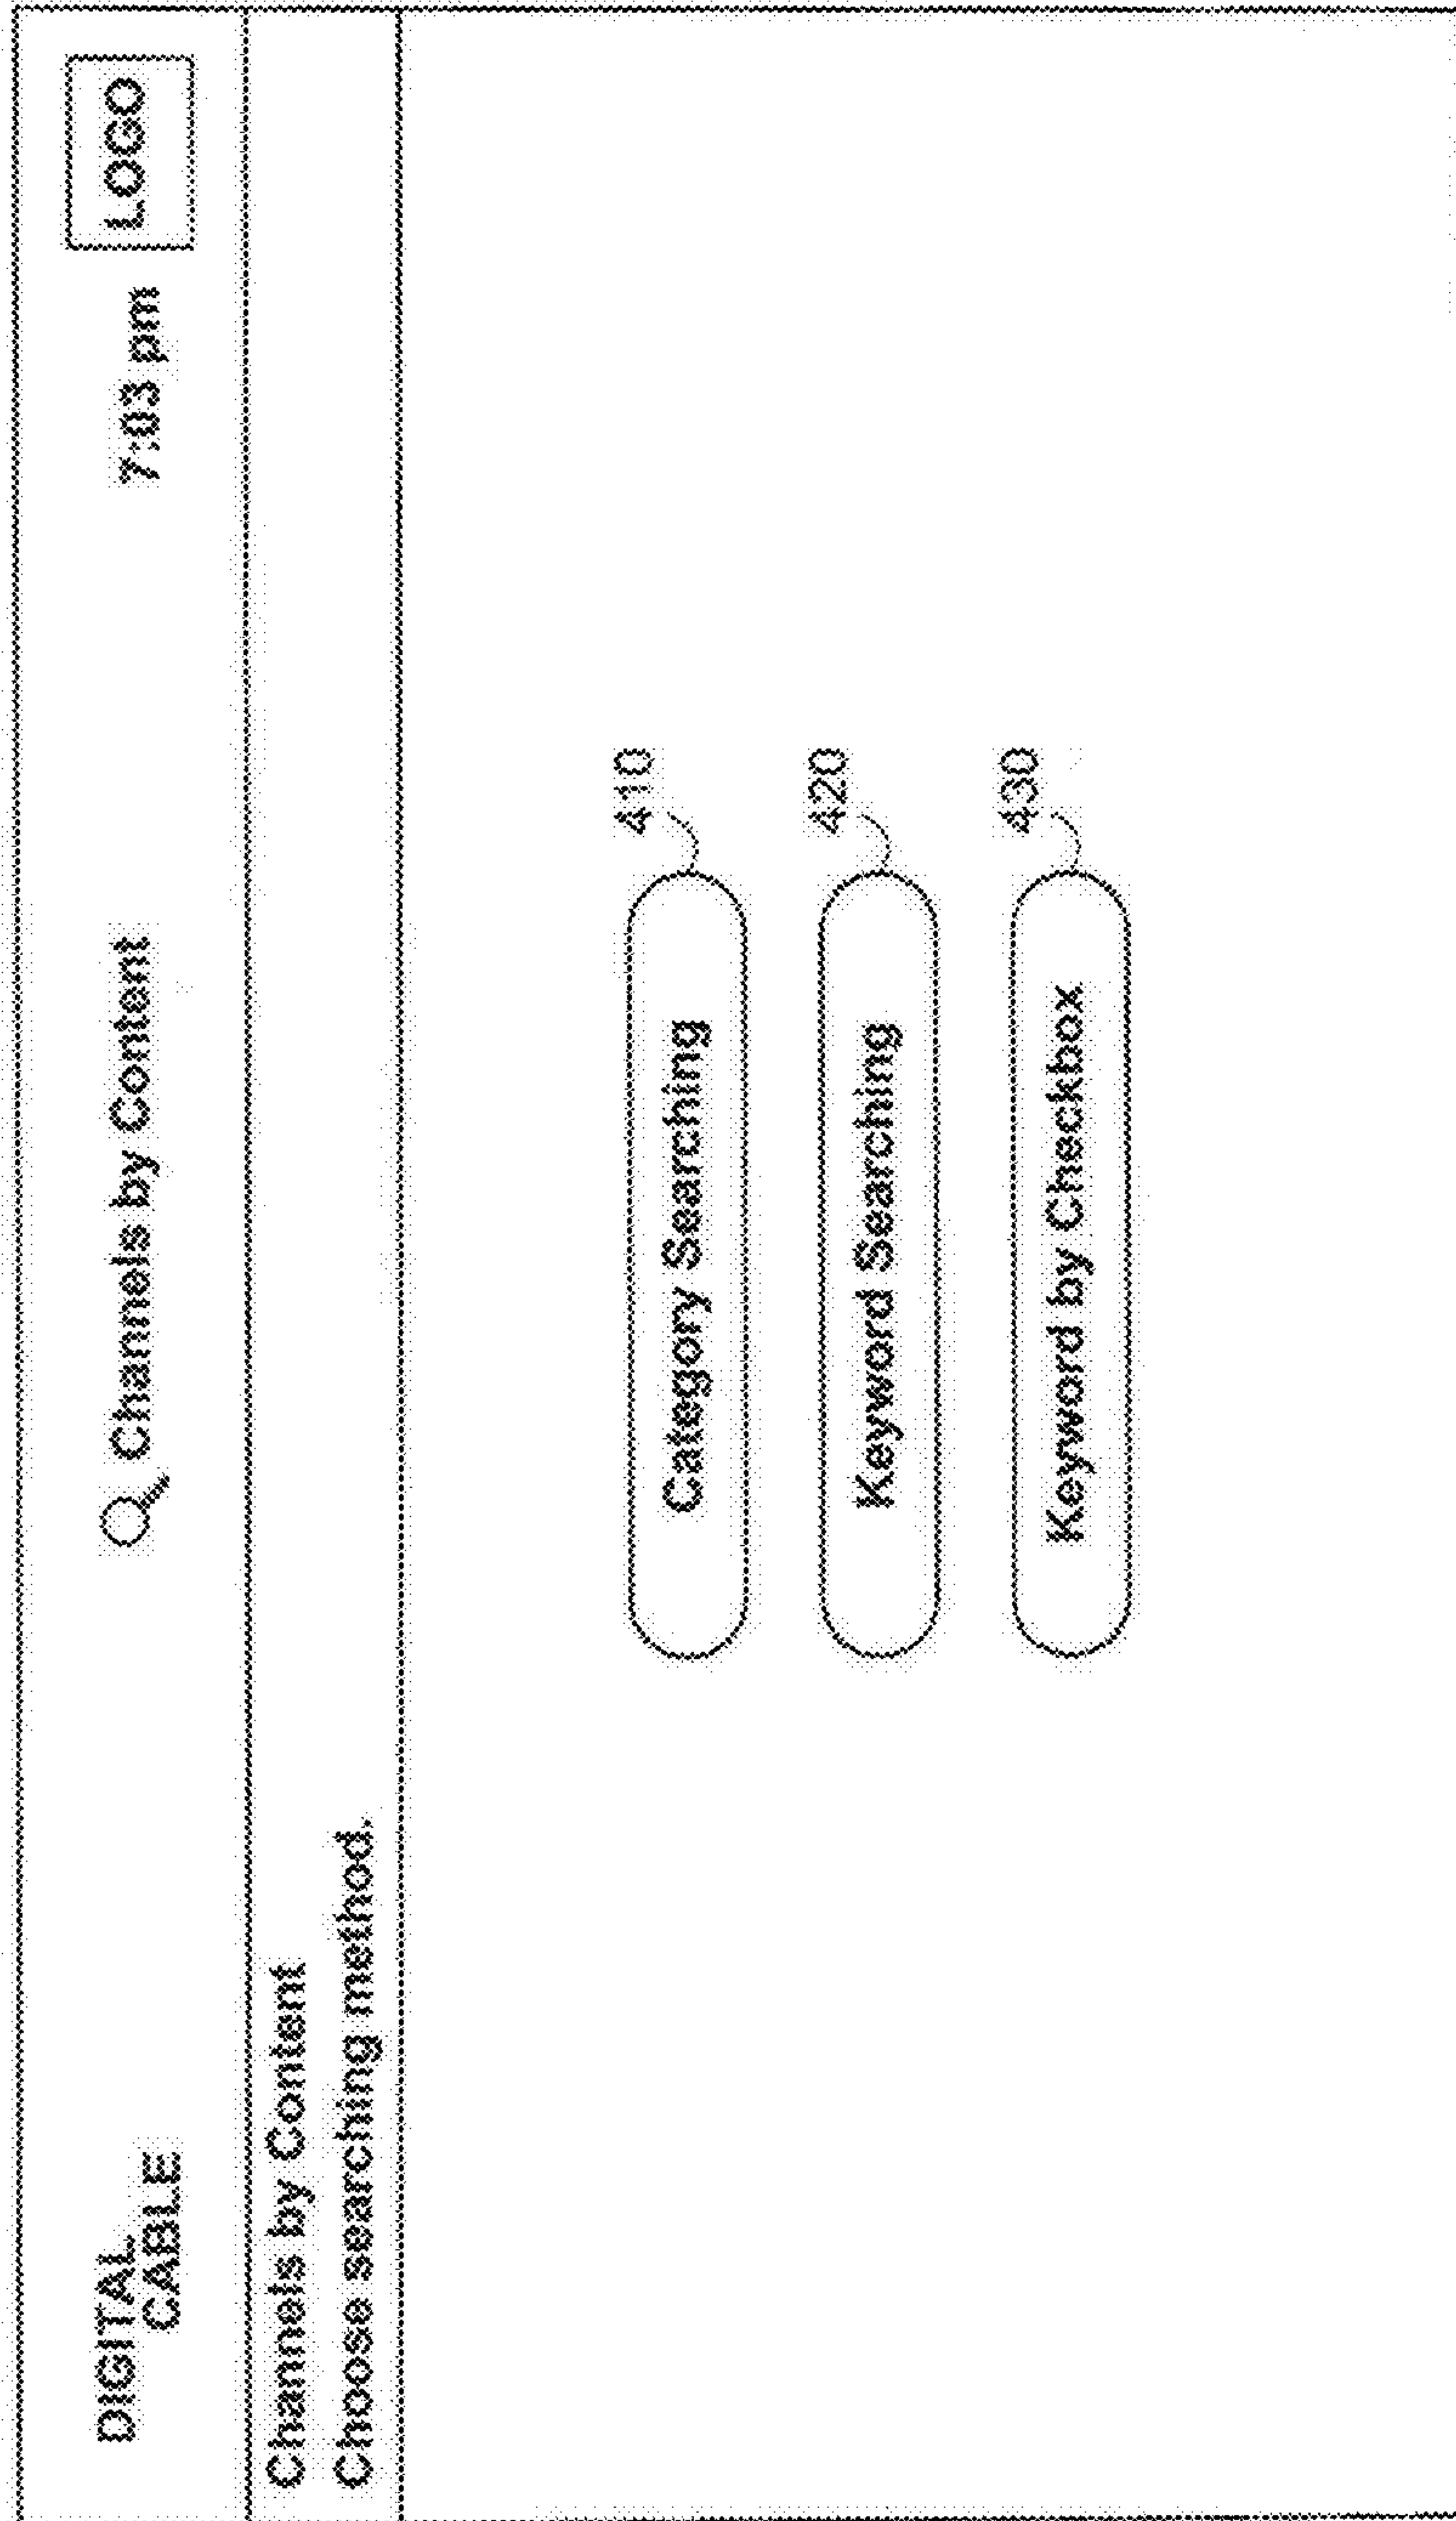 DIGITAL
CABLE
Channels by Content
7:03 pm
LOGO
Channels by Content
Choose searching method.
Category Searching
410
Keyword Searching
420
Keyword by Checkbox
430